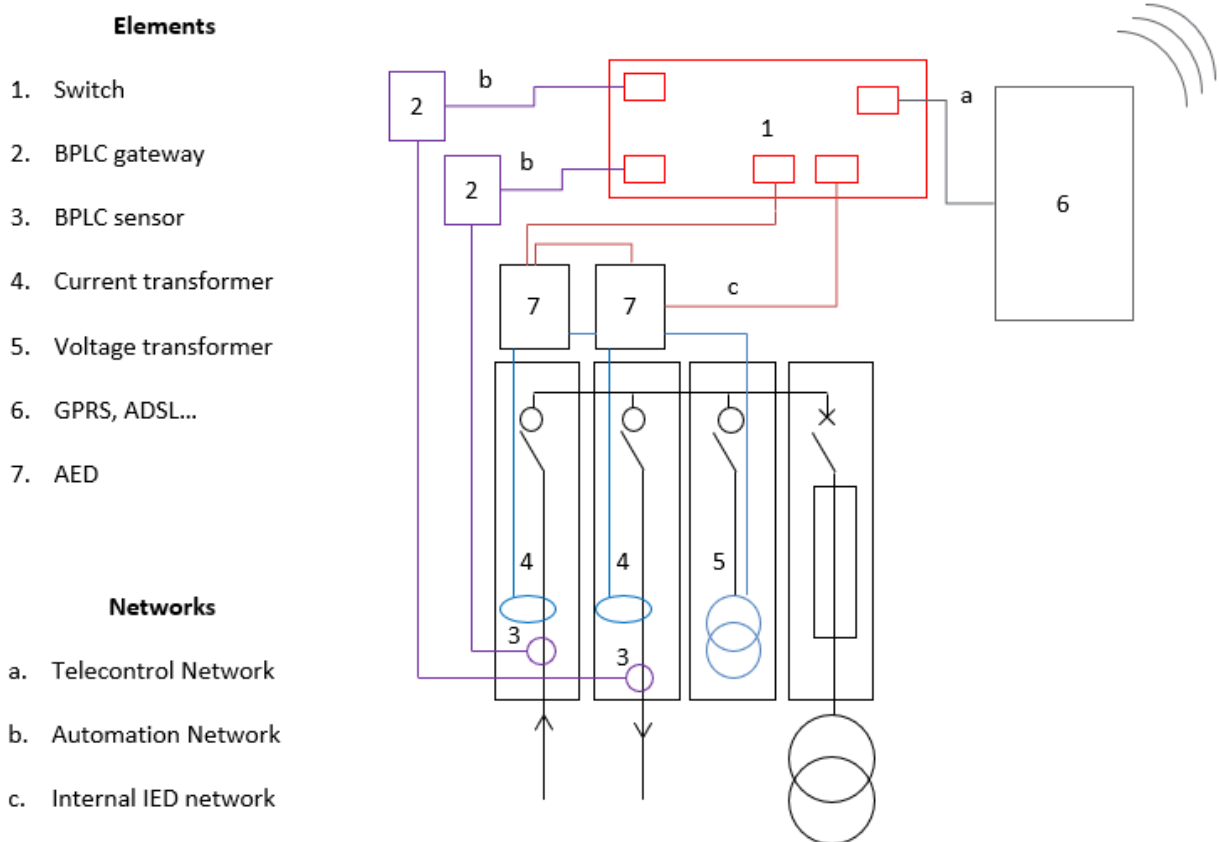 Elements
1. Switch
2. BPLC gateway
3. BPLC sensor
4. Current transformer
5. Voltage transformer
6. GPRS, ADSL...
7. AED
Networks
a. Telecontrol Network
b. Automation Network
c. Internal IED network
b
2
a
1
b
2
6
7
7
c
4
4
5
3
3